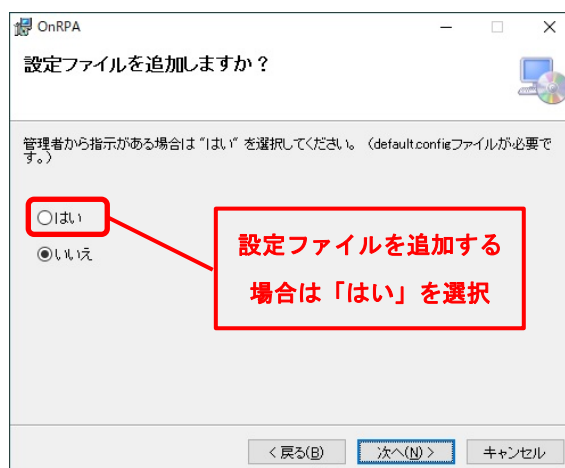 OnRPA
設定ファイルを追加しますか？
管理者から指示がある場合は“はい”を選択してください。（default.configファイルが必要で
す。）
はい
いいえ
設定ファイルを追加する
場合は「はい」を選択
< 戻る(B)
次へ(N) >
キャンセル